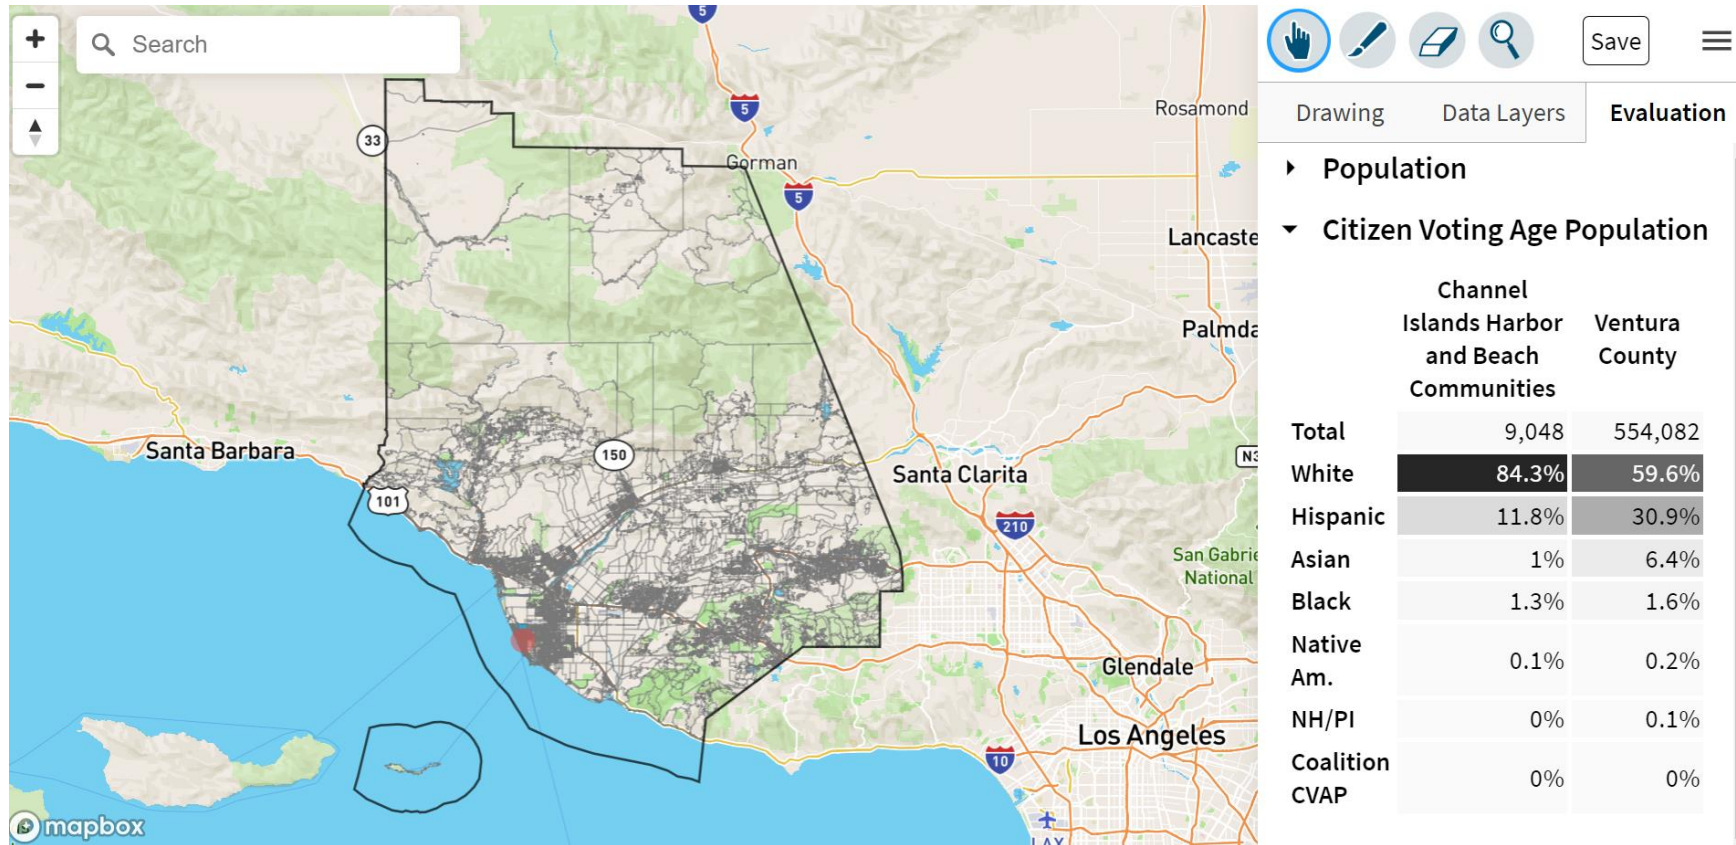 Search
5
33
5
Gorman
5
Rosamond
Lancaste
Palmda
Santa Barbara
150
101
Santa Clarita
N3
210
San Gabrie
National
Glendale
Los Angeles
10
LAX
mapbox
Save
Drawing Data Layers Evaluation
Population
Citizen Voting Age Population
Channel
Islands Harbor
and Beach
Communities
Ventura
County
Total 9,048 554,082
White 84.3% 59.6%
Hispanic 11.8% 30.9%
Asian 1% 6.4%
Black 1.3% 1.6%
Native
Am. 0.1% 0.2%
NH/PI 0% 0.1%
Coalition
CVAP 0% 0%